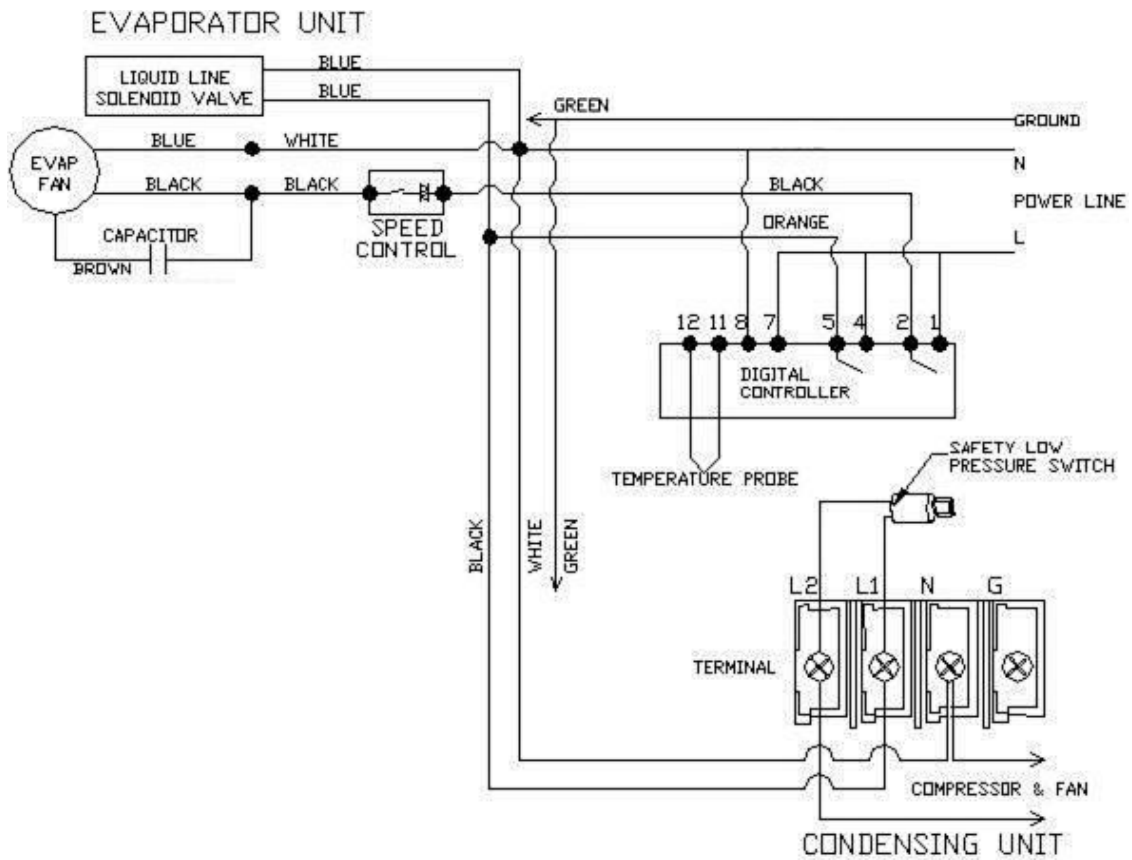 EVAPORATOR UNIT
LIQUID LINE
SOLENOID VALVE
BLUE
BLUE
GREEN
GROUND
EVAP
FAN
BLUE
WHITE
N
BLACK
BLACK
BLACK
POWER LINE
SPEED
CONTROL
ORANGE
L
CAPACITOR
BROWN
12
11
8
7
5
4
2
1
DIGITAL
CONTROLLER
TEMPERATURE PROBE
SAFETY LOW
PRESSURE SWITCH
BLACK
WHITE
GREEN
L2
L1
N
G
TERMINAL
COMPRESSOR & FAN
CONDENSING UNIT